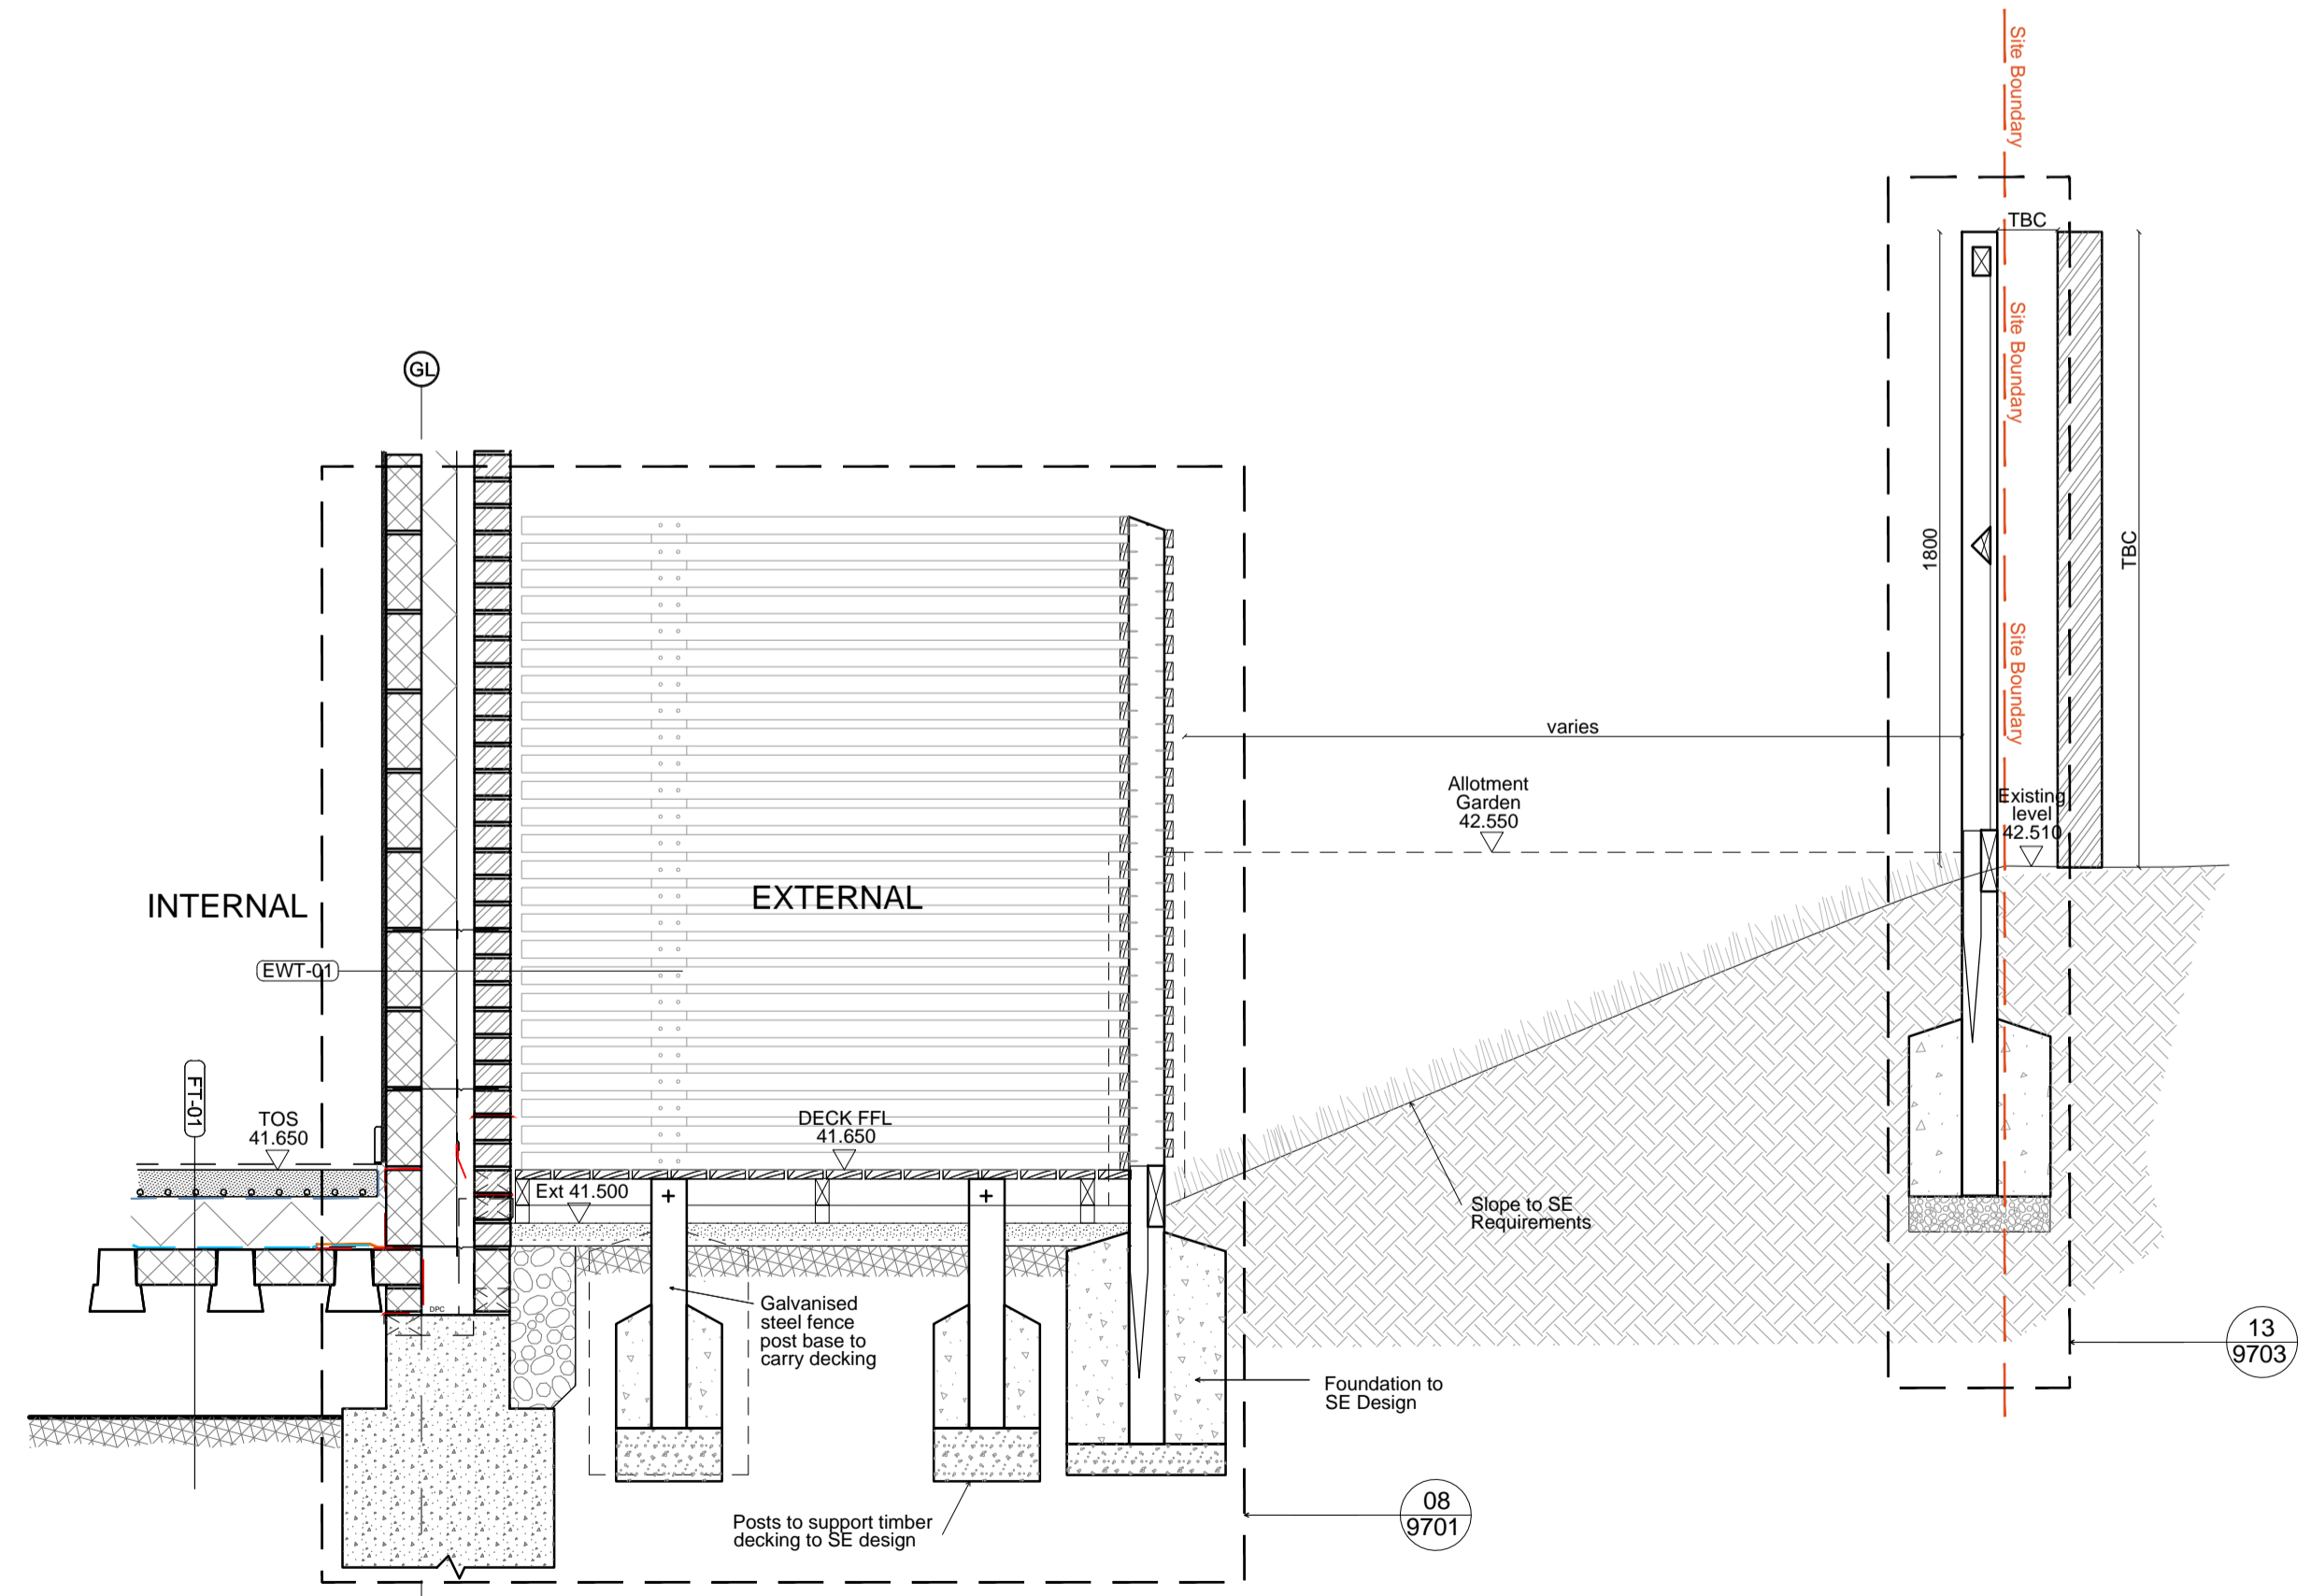 Site Boundary
TBC
GL
Site Boundary
1800
TBC
Site Boundary
varies
Allotment
Garden
42.550
Existing
level
42.510
INTERNAL
EXTERNAL
EWT-01
FT-01
TOS
41.650
DECK FFL
41.650
Ext 41.500
Slope to SE
Requirements
DPC
Galvanised
steel fence
post base to
carry decking
13
9703
Foundation to
SE Design
08
9701
Posts to support timber
decking to SE design